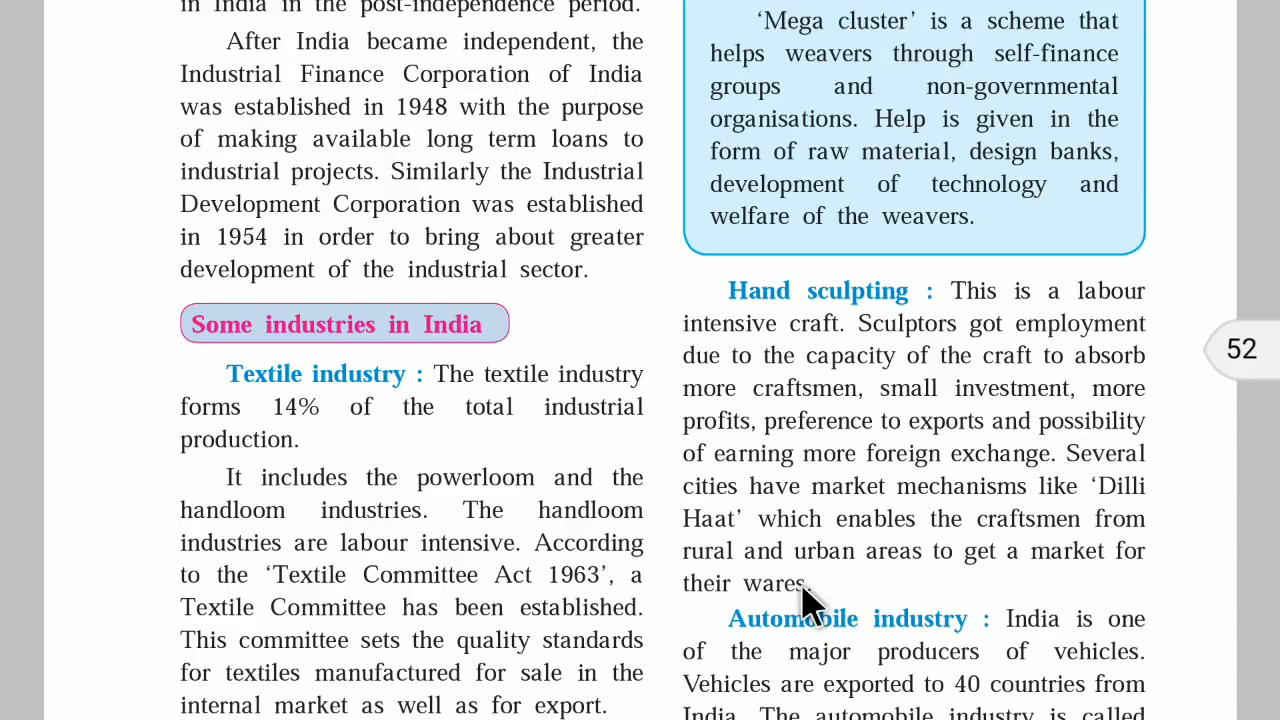 in India in the post-independence period.
After India became independent, the
Industrial Finance Corporation of India
was established in 1948 with the purpose
of making available long term loans to
industrial projects. Similarly the Industrial
Development Corporation was established
in 1954 in order to bring about greater
development of the industrial sector.
Some industries in India
Textile industry : The textile industry
forms 14% of the total industrial
production.
It includes the powerloom and the
handloom industries. The handloom
industries are labour intensive. According
to the ‘Textile Committee Act 1963’, a
Textile Committee has been established.
This committee sets the quality standards
for textiles manufactured for sale in the
internal market as well as for export.
‘Mega cluster’ is a scheme that
helps weavers through self-finance
groups and non-governmental
organisations. Help is given in the
form of raw material, design banks,
development of technology and
welfare of the weavers.
Hand sculpting : This is a labour
intensive craft. Sculptors got employment
due to the capacity of the craft to absorb
more craftsmen, small investment, more
profits, preference to exports and possibility
of earning more foreign exchange. Several
cities have market mechanisms like ‘Dilli
Haat’ which enables the craftsmen from
rural and urban areas to get a market for
their wares.
Automobile industry : India is one
of the major producers of vehicles.
Vehicles are exported to 40 countries from
India. The automobile industry is called
52